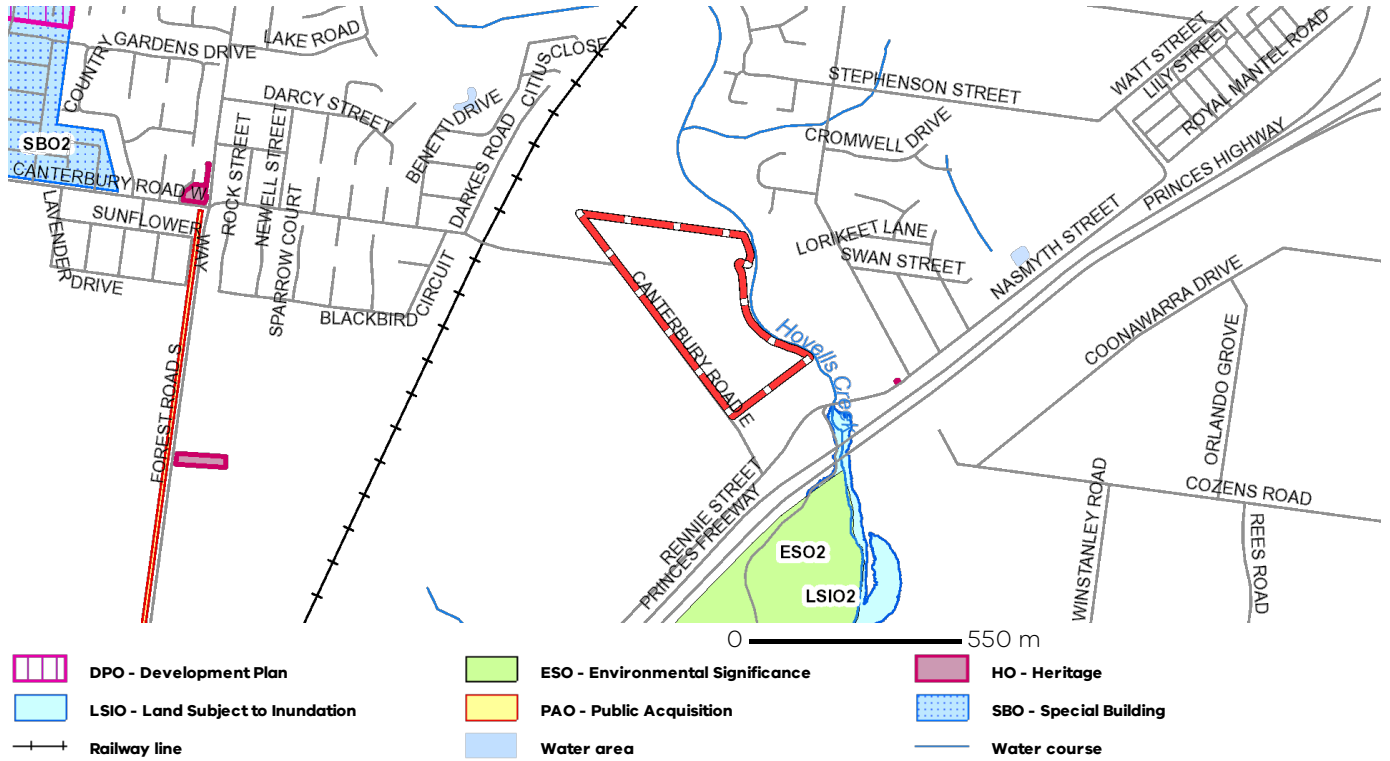 LAKE ROAD
GARDENS DRIVE
COUNTRY
CLOSE
CITIUS
DARCY STREET
BENETTI DRIVE
DARKES ROAD
SBO2
CANTERBURY ROAD W
ROCK STREET
NEWELL STREET
SPARROW COURT
LAVENDER
DRIVE
SUNFLOWER
WAY
BLACKBIRD
CIRCUIT
FOREST ROAD S
STEPHENSON STREET
WATT STREET
LILY STREET
ROYAL MANTEL ROAD
CROMWELL DRIVE
PRINCES HIGHWAY
LORIKEET LANE
SWAN STREET
NASMYTH STREET
CANTERBURY ROAD E
Hovells Creek
COONAWARRA DRIVE
ORLANDO GROVE
RENNIE STREET
PRINCES FREEWAY
COZENS ROAD
WINSTANLEY ROAD
REES ROAD
ESO2
LSIO2
0 550 m
DPO - Development Plan
ESO - Environmental Significance
HO - Heritage
LSIO - Land Subject to Inundation
PAO - Public Acquisition
SBO - Special Building
Railway line
Water area
Water course